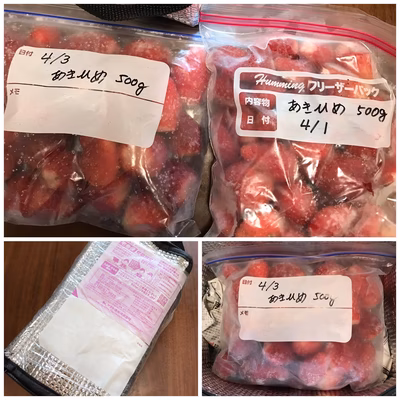 日付 4/3
あきひめ 500g
メモ
Humming フリーザーパック
内容物 あきひめ 500g
日付 4/1
日付 4/3
あきひめ 500g
メモ